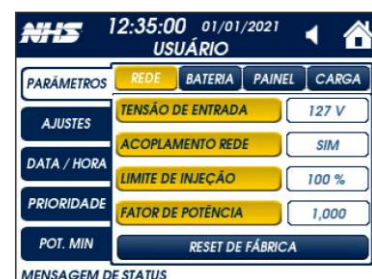 NHS 12:35:00 01/01/2021
USUÁRIO
PARÂMETROS REDE BATERIA PAINEL CARGA
TENSÃO DE ENTRADA 127 V
AJUSTES
ACOPLAMENTO REDE SIM
DATA / HORA
LIMITE DE INJEÇÃO 100 %
PRIORIDADE
FATOR DE POTÊNCIA 1,000
POT. MIN RESET DE FÁBRICA
MENSAGEM DE STATUS